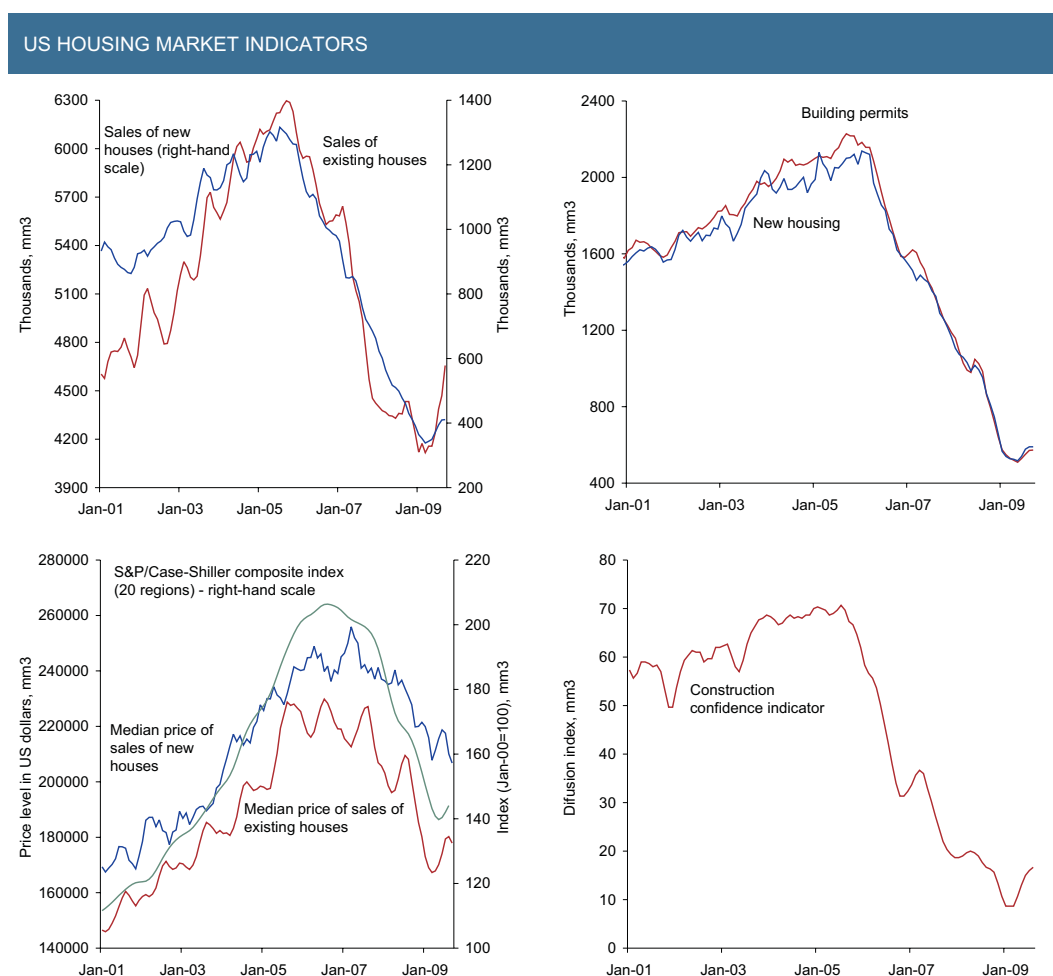 US HOUSING MARKET INDICATORS
6300
6000
5700
5400
5100
4800
4500
4200
3900
Thousands, mm3
1400
1200
1000
800
600
400
200
Thousands, mm3
Sales of new
houses (right-hand
scale)
Sales of
existing houses
Jan-01
Jan-03
Jan-05
Jan-07
Jan-09
2400
2000
1600
1200
800
400
Thousands, mm3
Building permits
New housing
Jan-01
Jan-03
Jan-05
Jan-07
Jan-09
280000
260000
240000
220000
200000
180000
160000
140000
Price level in US dollars, mm3
220
200
180
160
140
120
100
Index (Jan-00=100), mm3
S&P/Case-Shiller composite index
(20 regions) - right-hand scale
Median price of
sales of new
houses
Median price of sales of
existing houses
Jan-01
Jan-03
Jan-05
Jan-07
Jan-09
80
70
60
50
40
30
20
10
0
Difusion index, mm3
Construction
confidence indicator
Jan-01
Jan-03
Jan-05
Jan-07
Jan-09